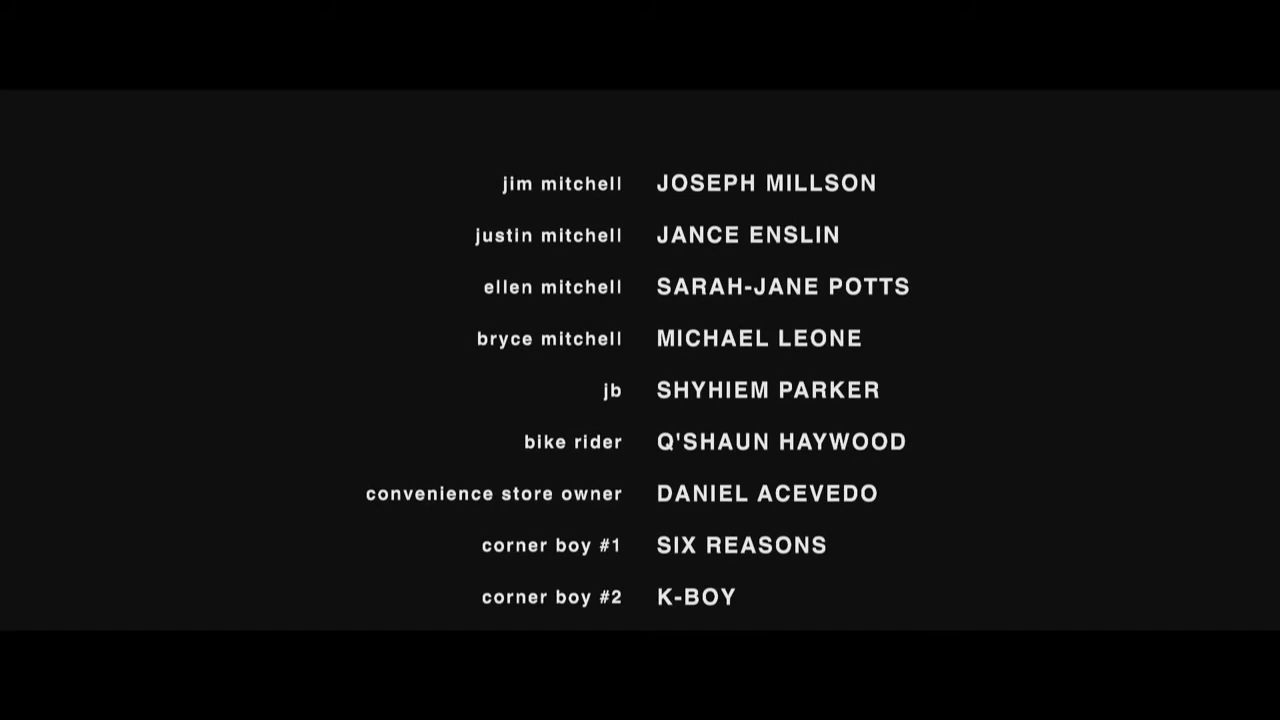 jim mitchell JOSEPH MILLSON
justin mitchell JANCE ENSLIN
ellen mitchell SARAH-JANE POTTS
bryce mitchell MICHAEL LEONE
jb SHYHIEM PARKER
bike rider Q'SHAUN HAYWOOD
convenience store owner DANIEL ACEVEDO
corner boy #1 SIX REASONS
corner boy #2 K-BOY